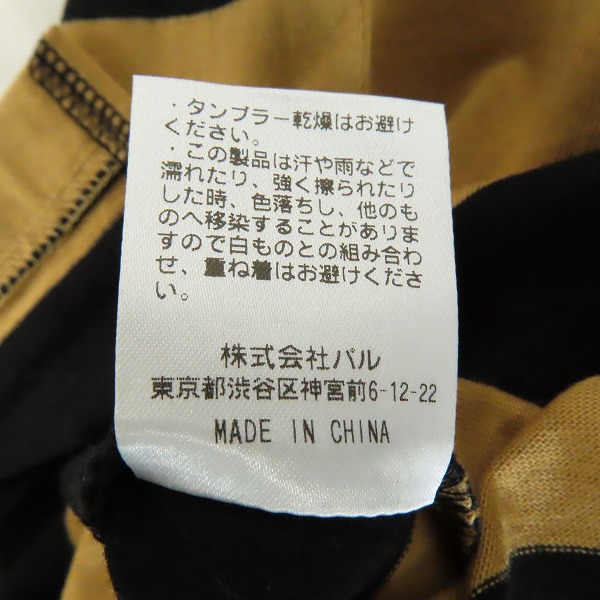 ・タンブラー乾燥はお避け
ください。
・この製品は汗や雨などで
濡れたり、強く擦られたり
した時、色落ちし、他のも
のへ移染することがありま
すので白ものとの組み合わ
せ、重ね着はお避けくださ
い。
株式会社パル
東京都渋谷区神宮前6-12-22
MADE IN CHINA